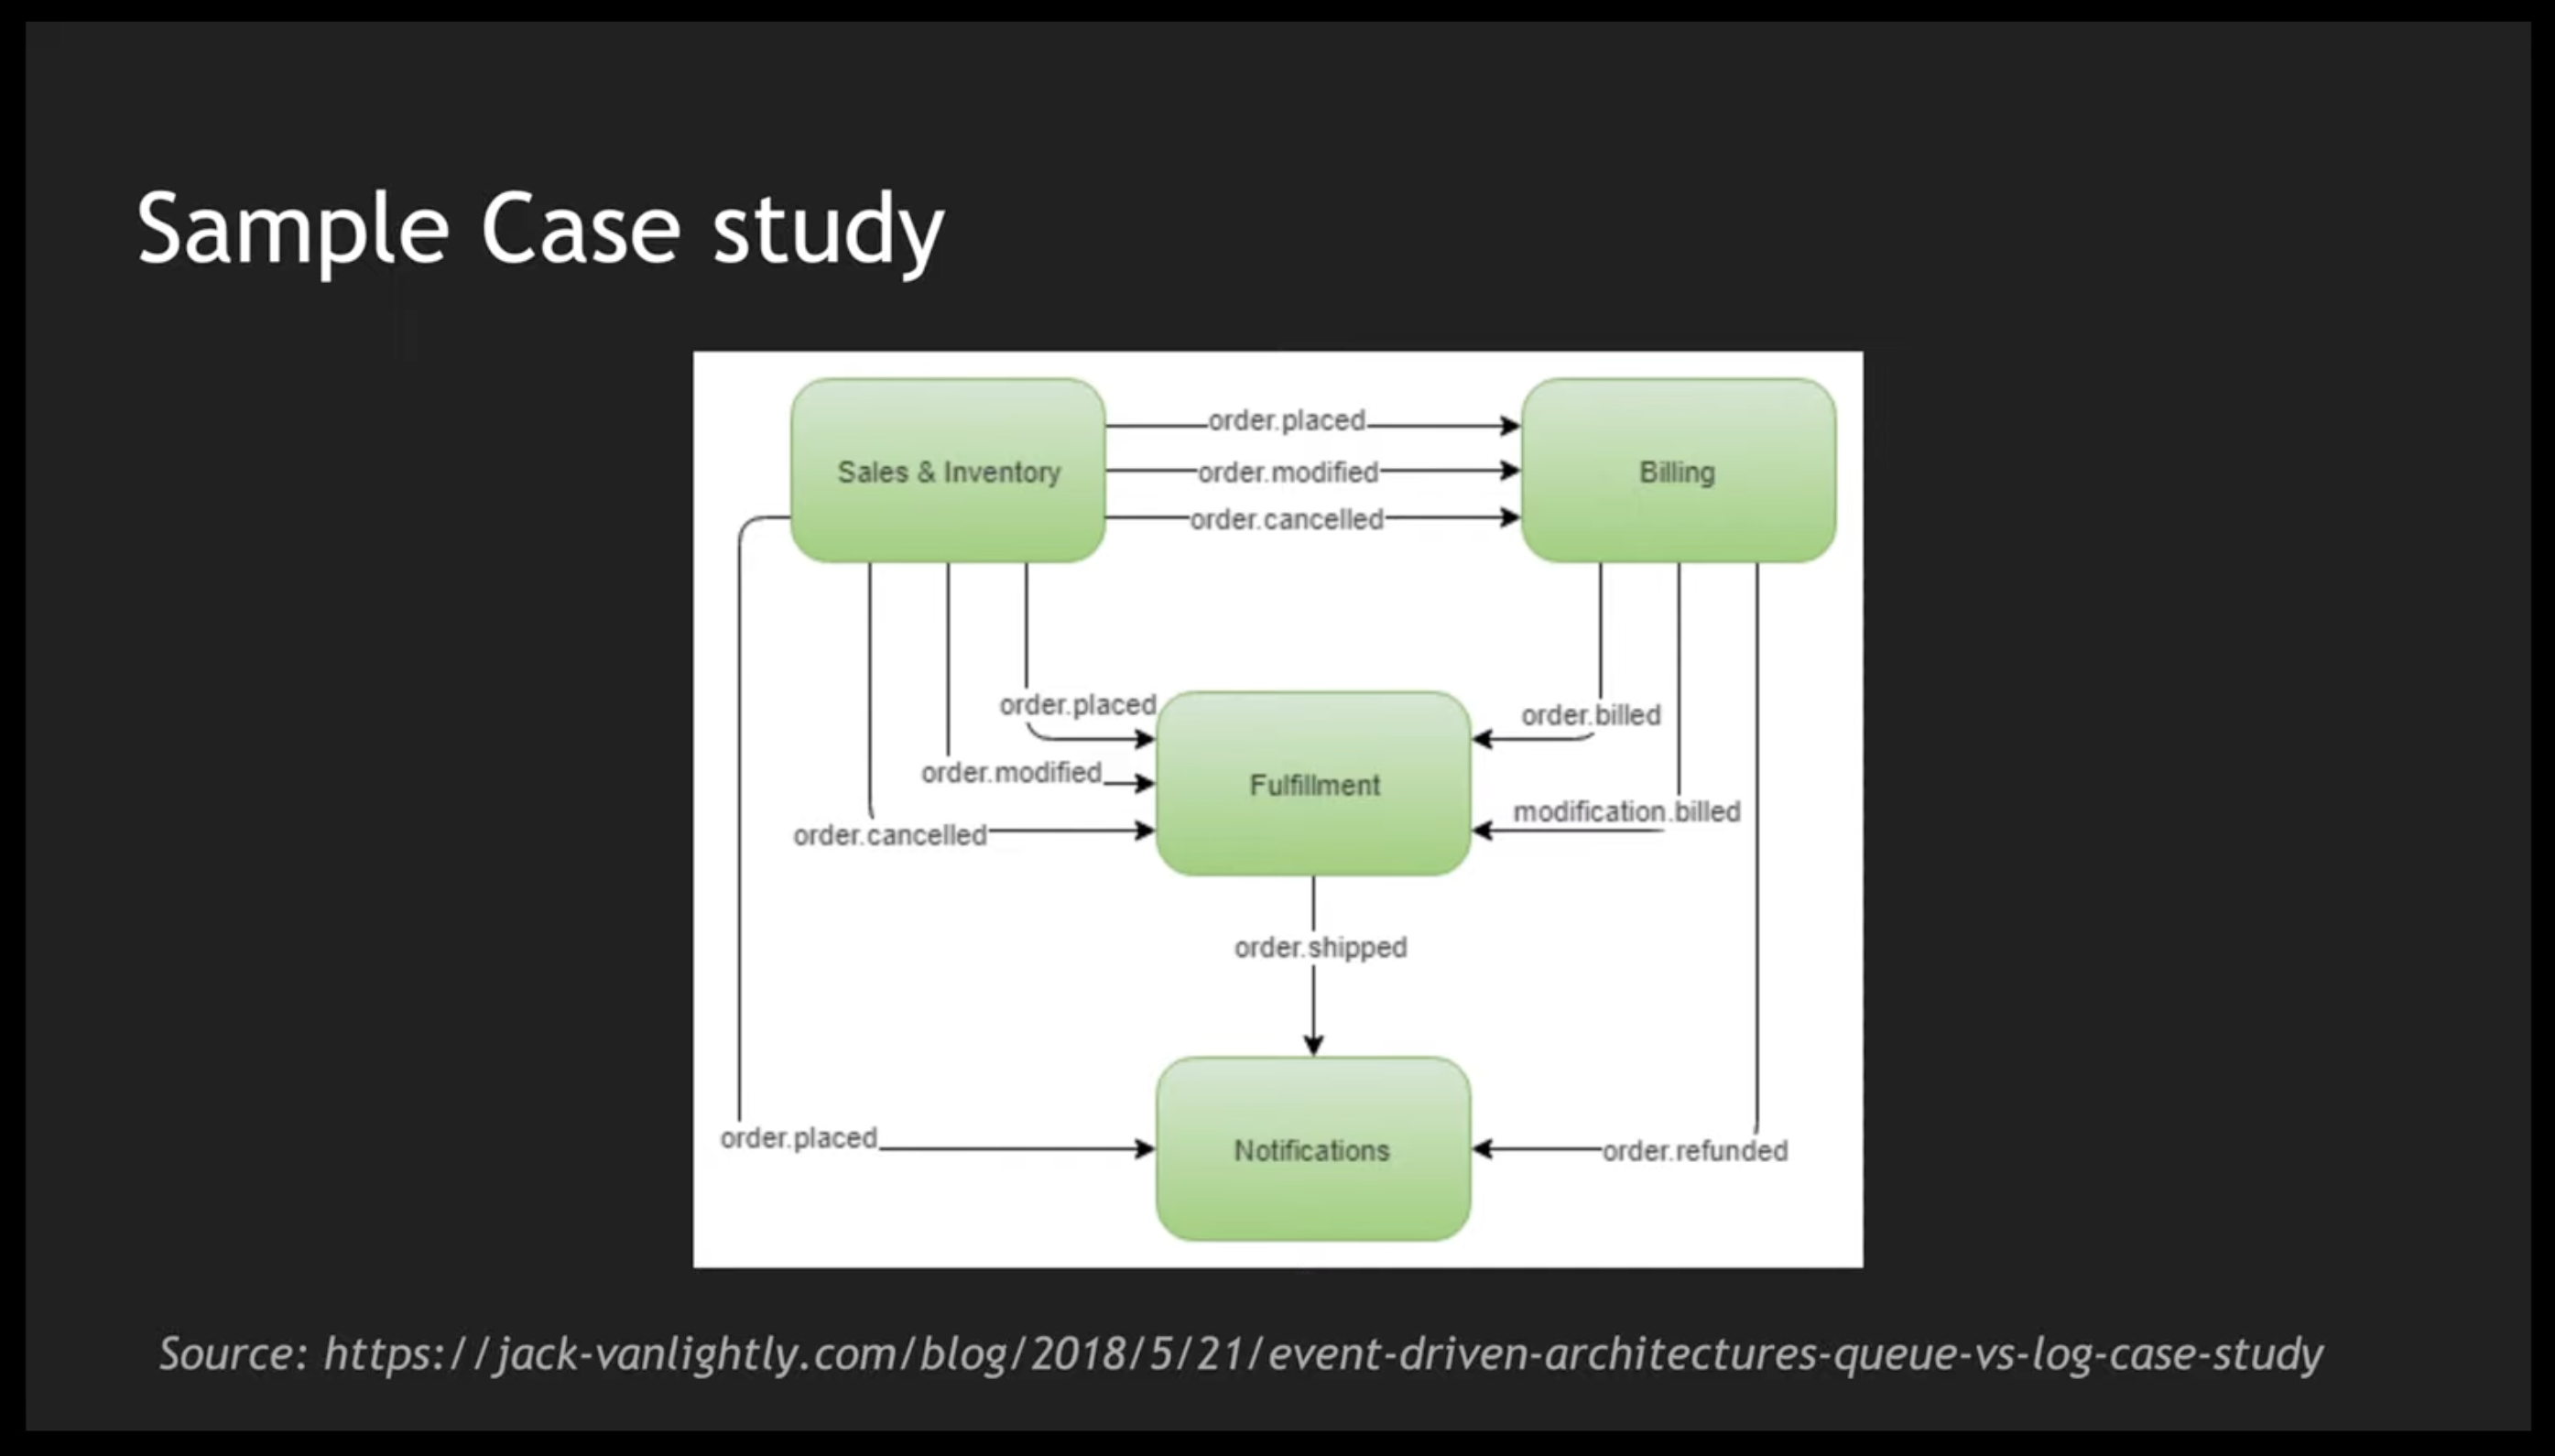 Sample Case study
order.placed
Sales & Inventory
order.modified
Billing
order.cancelled
order.placed
order.billed
order.modified
Fulfillment
modification.billed
order.cancelled
order.shipped
order.placed
Notifications
order.refunded
Source: https://jack-vanlightly.com/blog/2018/5/21/event-driven-architectures-queue-vs-log-case-study